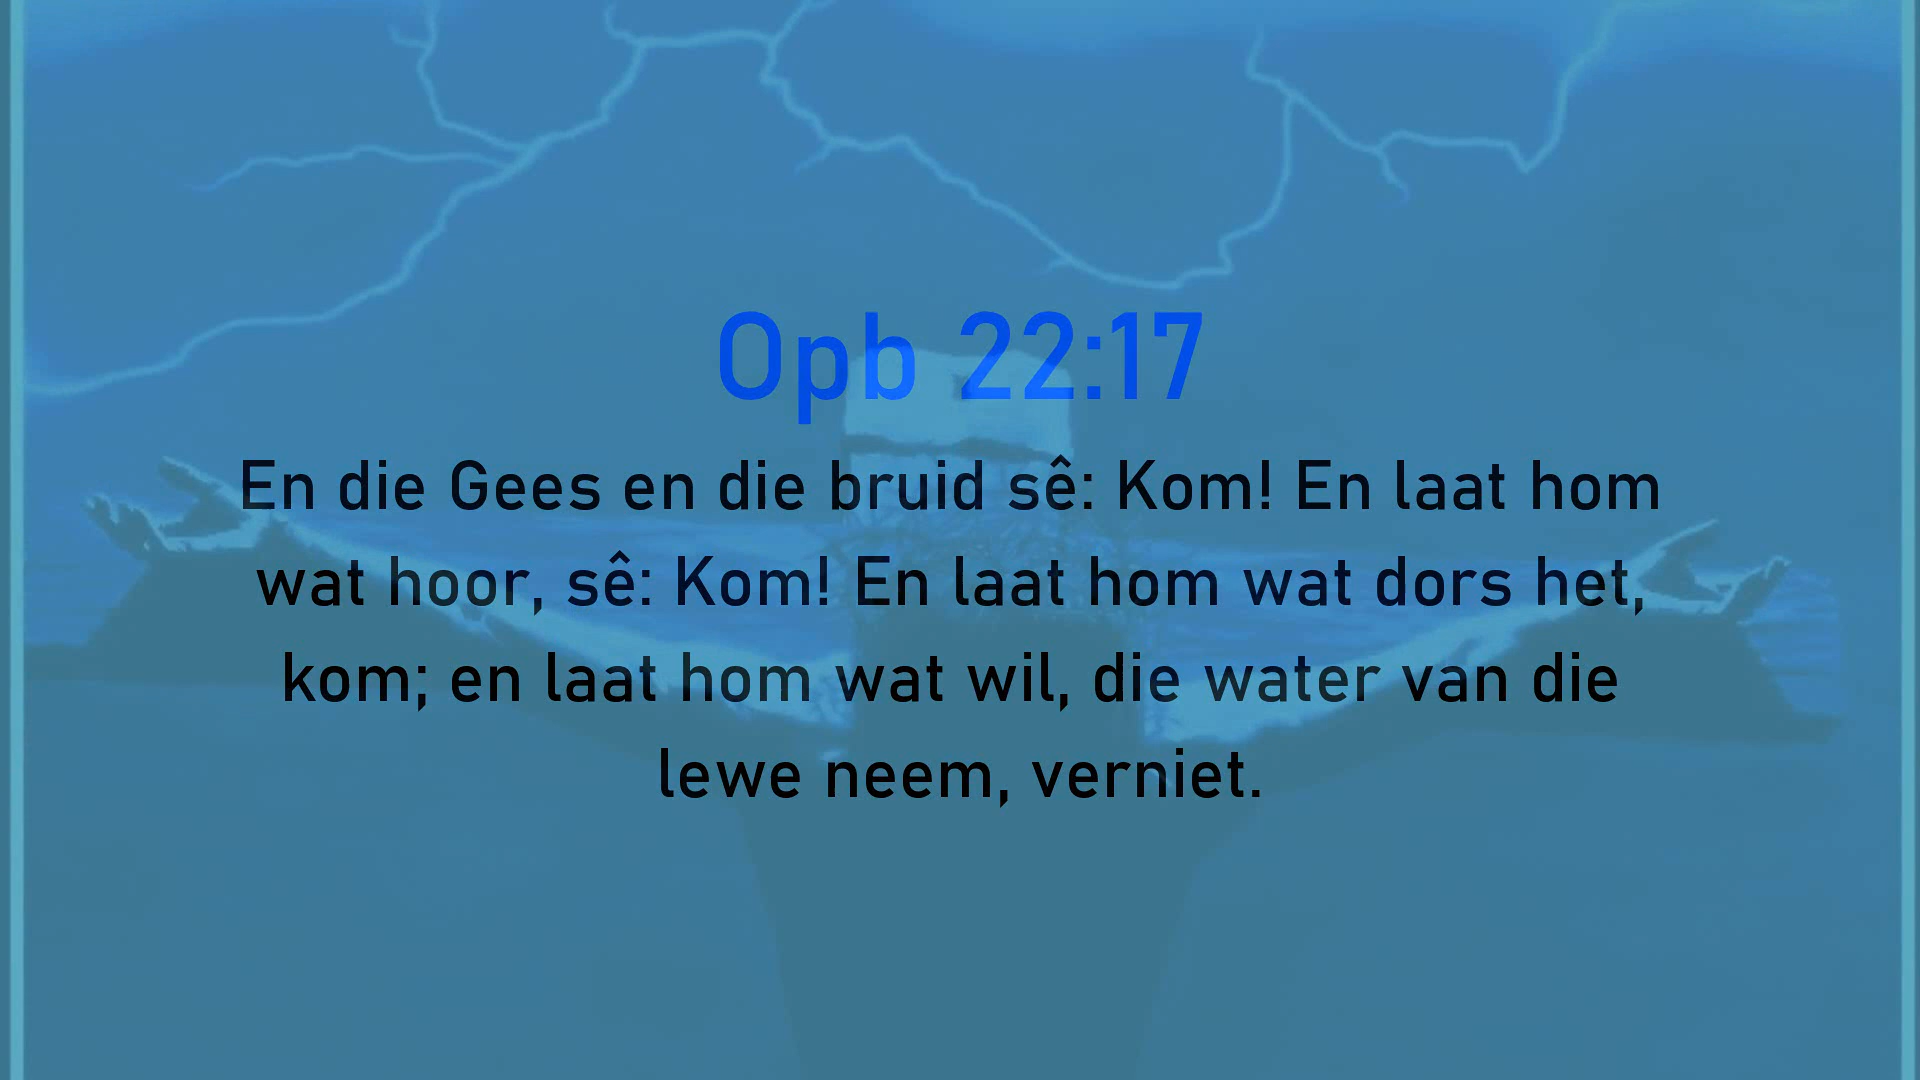 Opb 22:17
En die Gees en die bruid sê: Kom! En laat hom
wat hoor, sê: Kom! En laat hom wat dors het,
kom; en laat hom wat wil, die water van die
lewe neem, verniet.